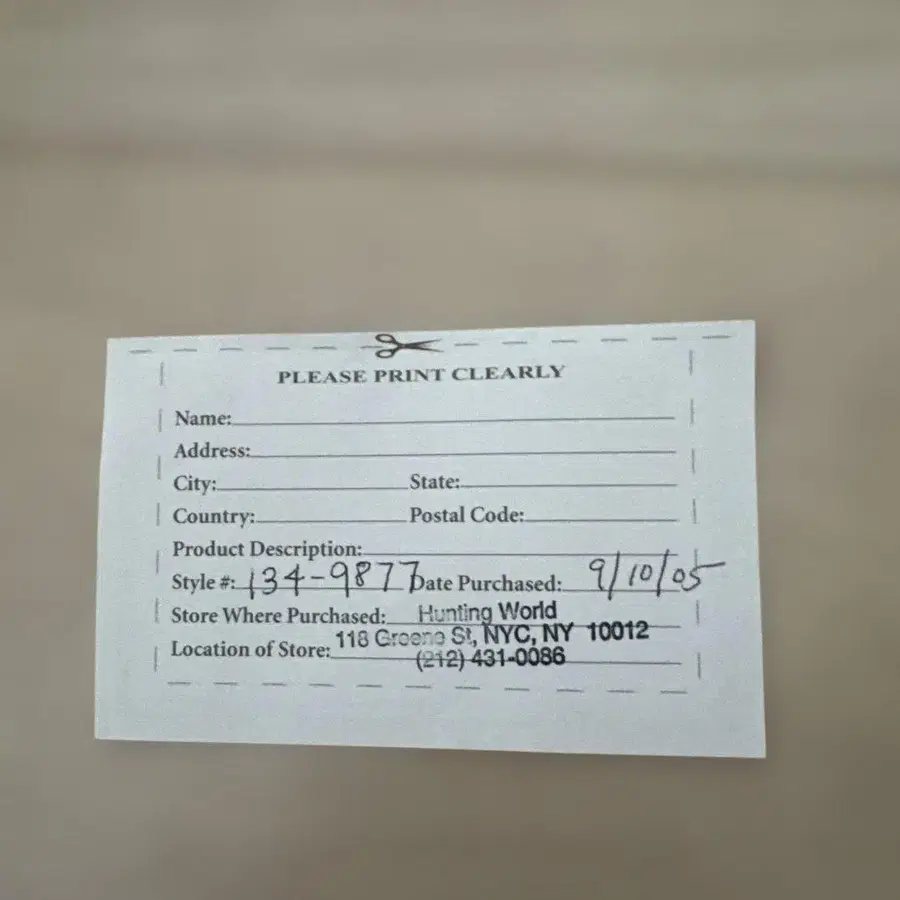 PLEASE PRINT CLEARLY
Name:
Address:
City: State:
Country: Postal Code:
Product Description:
Style #: 134-9877 Date Purchased: 9/10/05
Store Where Purchased: Hunting World
Location of Store: 118 Greene St, NYC, NY 10012
(212) 431-0086